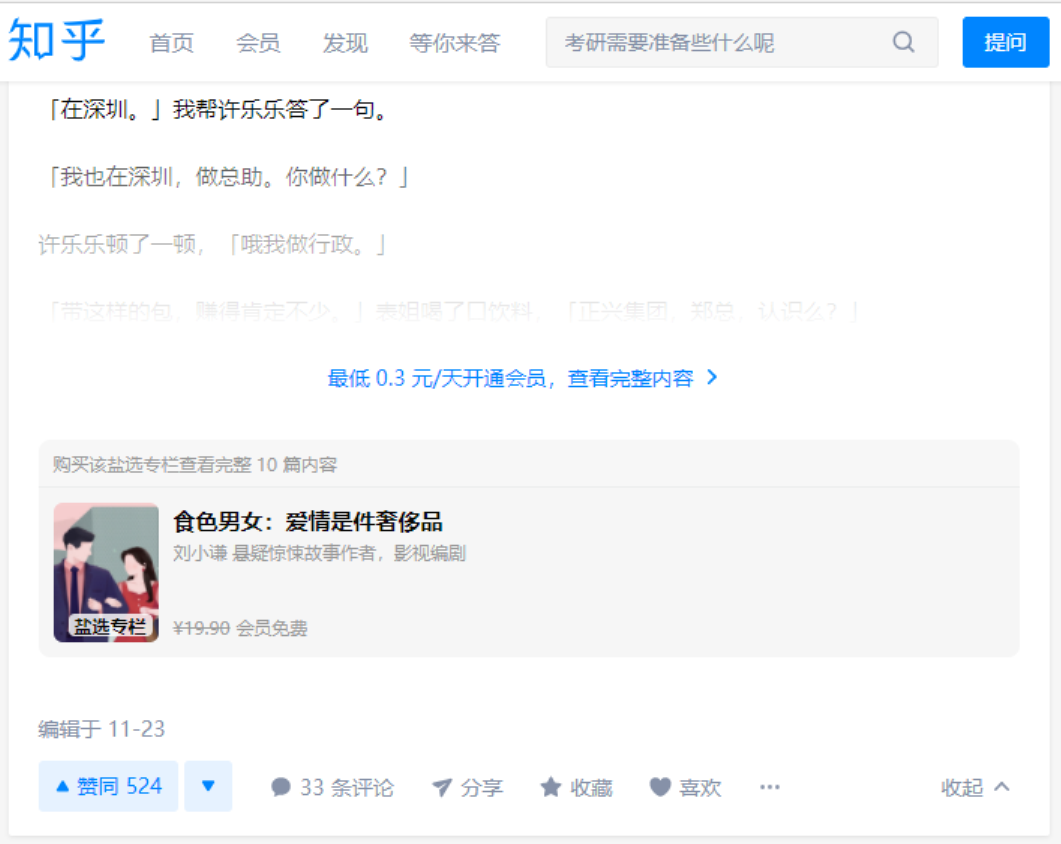 知乎 首页 会员 发现 等你来答 考研需要准备些什么呢 提问
「在深圳。」我帮许乐乐答了一句。
「我也在深圳，做总助。你做什么？」
许乐乐顿了一顿，「哦我做行政。」
「带这样的包，赚得肯定不少。」表姐喝了口饮料，「正兴集团，郑总，认识么？」
最低 0.3 元/天开通会员，查看完整内容
购买该盐选专栏查看完整 10 篇内容
食色男女：爱情是件奢侈品
刘小谦 悬疑惊悚故事作者，影视编剧
盐选专栏
¥19.90 会员免费
编辑于 11-23
赞同 524 33 条评论 分享 收藏 喜欢 ··· 收起